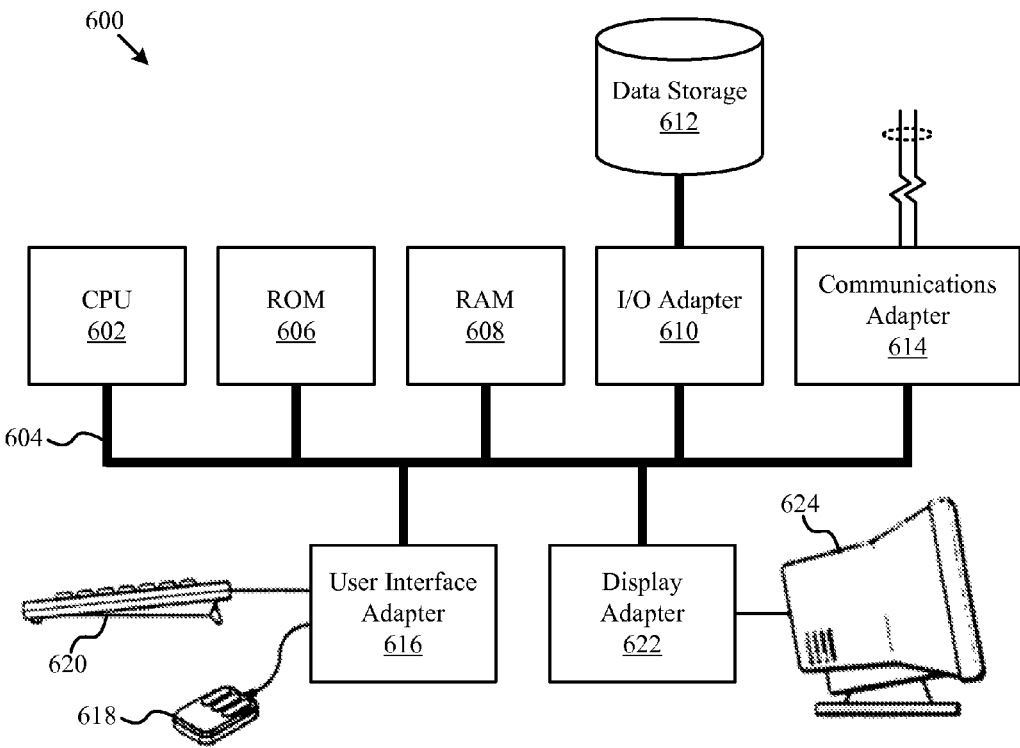 600
Data Storage
612
CPU
602
ROM
606
RAM
608
I/O Adapter
610
Communications
Adapter
614
604
624
User Interface
Adapter
616
Display
Adapter
622
620
618